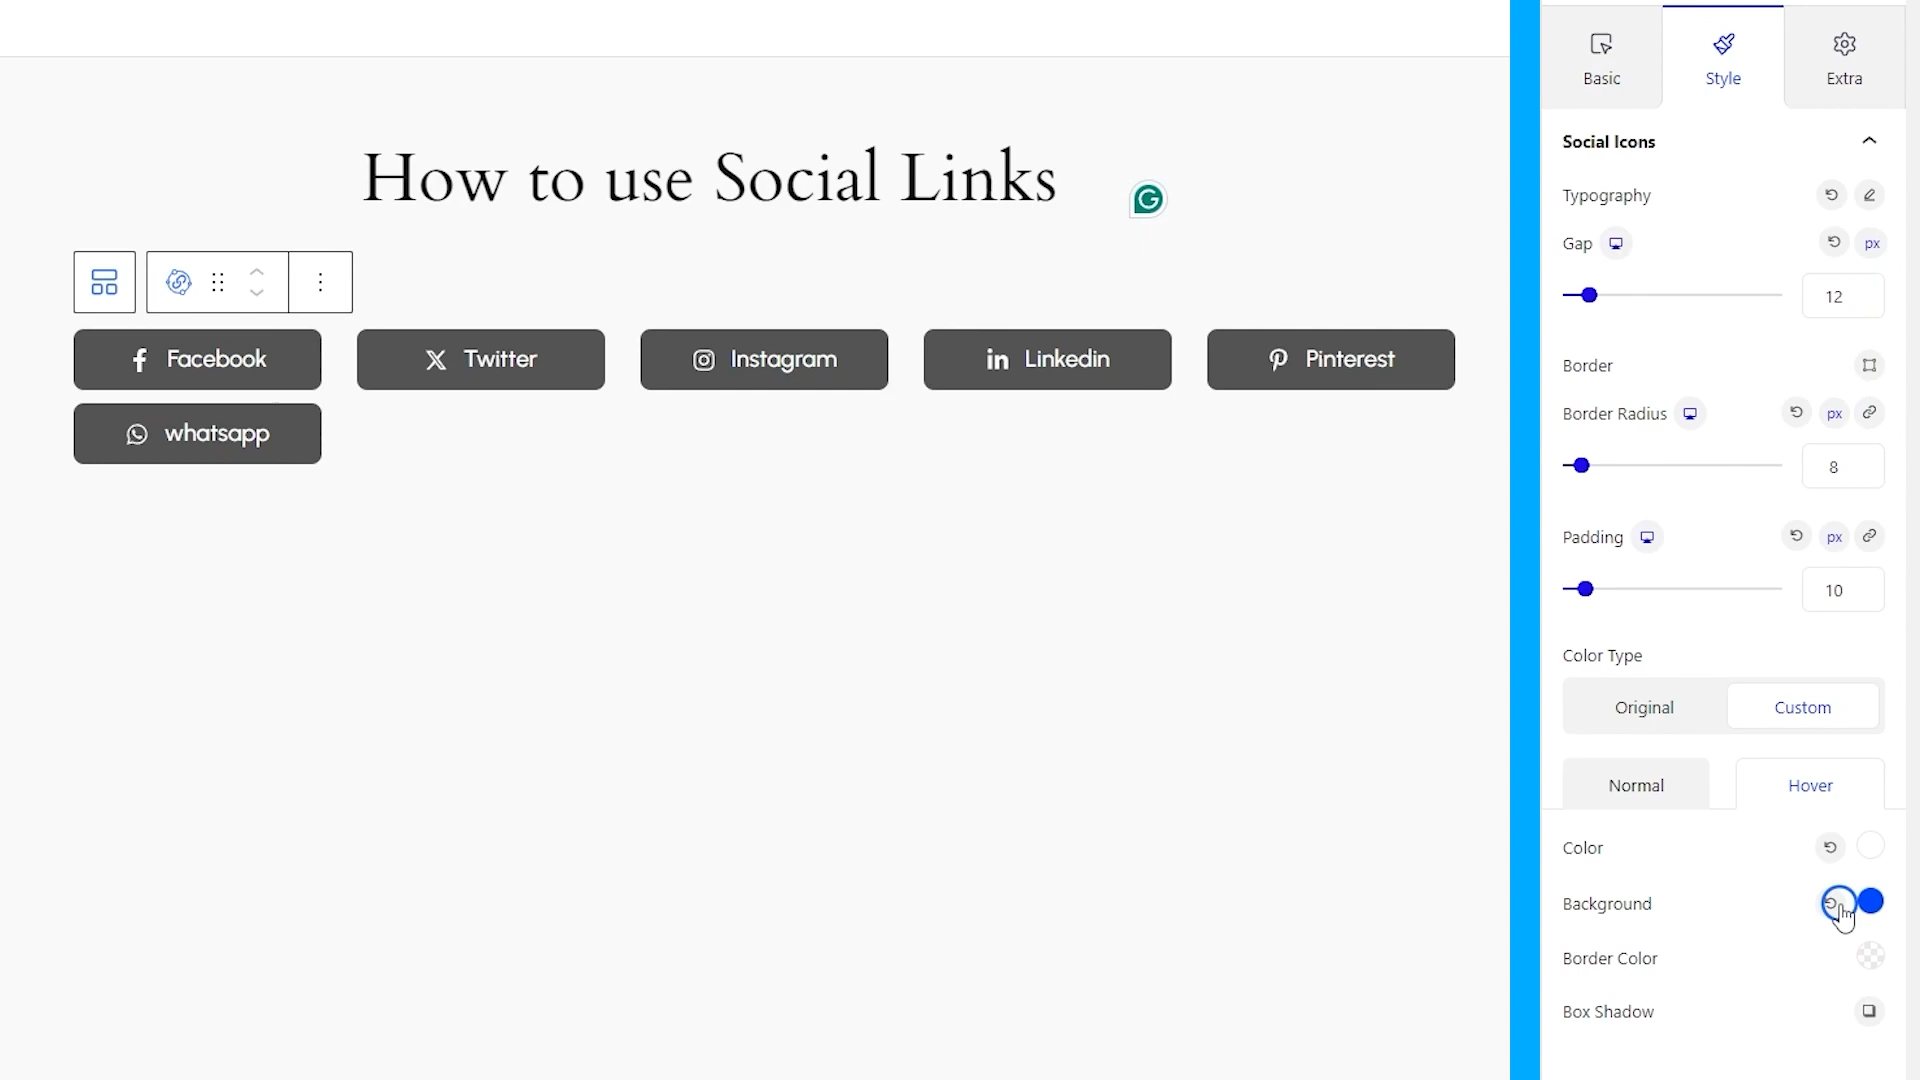 Basic
Style
Extra
Social Icons
Typography
Gap
px
12
Border
Border Radius
px
8
Padding
px
10
Color Type
Original
Custom
Normal
Hover
Color
Background
Border Color
Box Shadow
How to use Social Links
Facebook
Twitter
Instagram
Linkedin
Pinterest
whatsapp